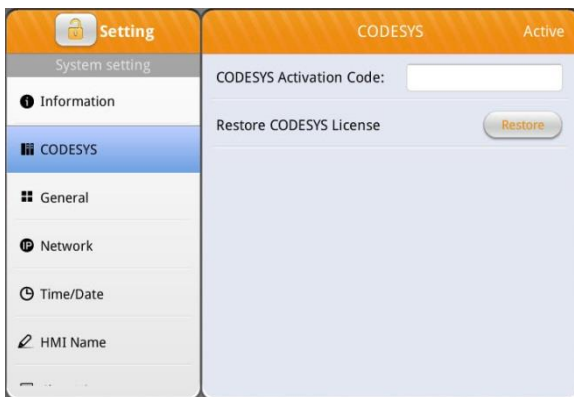 Setting
System setting
Information
CODESYS
General
Network
Time/Date
HMI Name
CODESYS Active
CODESYS Activation Code:
Restore CODESYS License Restore